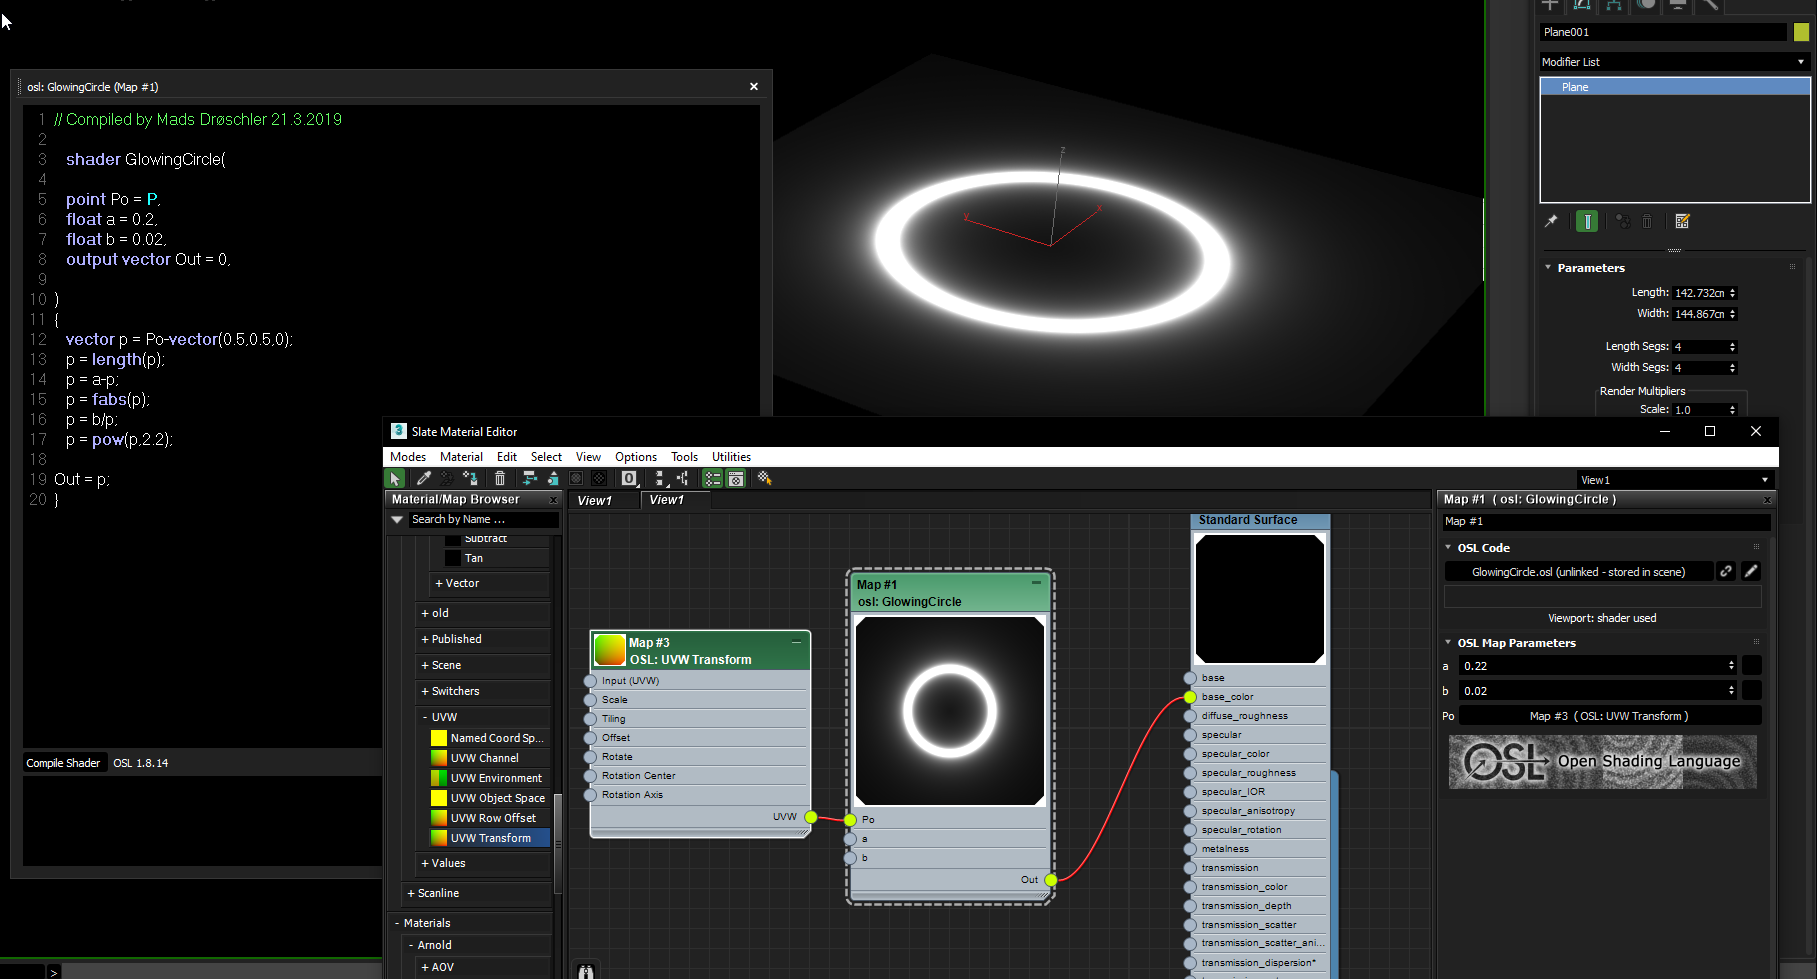 osl: GlowingCircle (Map #1)
1 // Compiled by Mads Drøschler 21.3.2019
2
3 shader GlowingCircle(
4
5 point Po = P,
6 float a = 0.2,
7 float b = 0.02,
8 output vector Out = 0,
9
10 )
11 {
12 vector p = Po-vector(0.5,0.5,0);
13 p = length(p);
14 p = a-p;
15 p = fabs(p);
16 p = b/p;
17 p = pow(p,2.2);
18
19 Out = p;
20 }
Compile Shader OSL 1.8.14
z
y
x
Plane001
Modifier List
Plane
Parameters
Length: 142.732cm
Width: 144.867cm
Length Segs: 4
Width Segs: 4
Render Multipliers
Scale: 1.0
3 Slate Material Editor
Modes Material Edit Select View Options Tools Utilities
View1
Material/Map Browser
Search by Name ...
Subtract
Tan
+ Vector
+ old
+ Published
+ Scene
+ Switchers
- UVW
Named Coord Sp...
UVW Channel
UVW Environment
UVW Object Space
UVW Row Offset
UVW Transform
+ Values
+ Scanline
- Materials
- Arnold
+ AOV
View1 View1
Map #3
OSL: UVW Transform
Input (UVW)
Scale
Tiling
Offset
Rotate
Rotation Center
Rotation Axis
UVW
Map #1
osl: GlowingCircle
Po
a
b
Out
Standard Surface
base
base_color
diffuse_roughness
specular
specular_color
specular_roughness
specular_IOR
specular_anisotropy
specular_rotation
metalness
transmission
transmission_color
transmission_depth
transmission_scatter
transmission_scatter_ani...
transmission_dispersion*
Map #1 ( osl: GlowingCircle )
Map #1
OSL Code
GlowingCircle.osl (unlinked - stored in scene)
Viewport: shader used
OSL Map Parameters
a 0.22
b 0.02
Po Map #3 ( OSL: UVW Transform )
OSL Open Shading Language
>